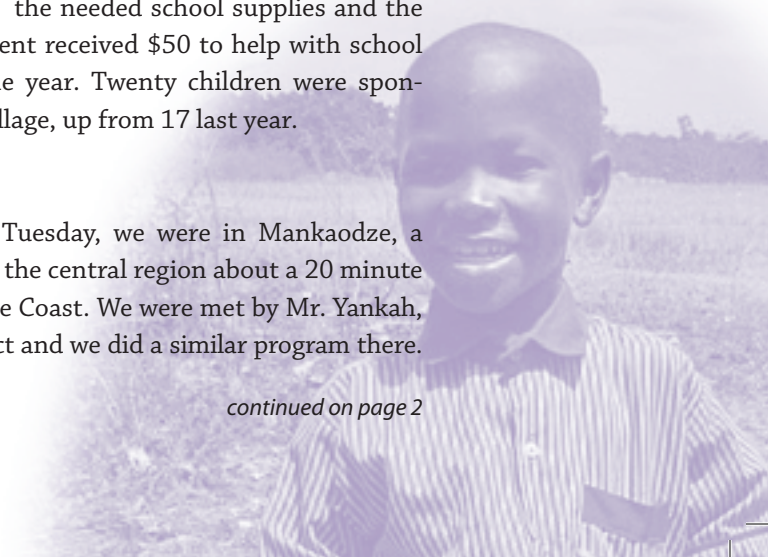 the needed school supplies and the
ent received $50 to help with school
e year. Twenty children were spon-
llage, up from 17 last year.
Tuesday, we were in Mankaodze, a
the central region about a 20 minute
e Coast. We were met by Mr. Yankah,
ct and we did a similar program there.
continued on page 2